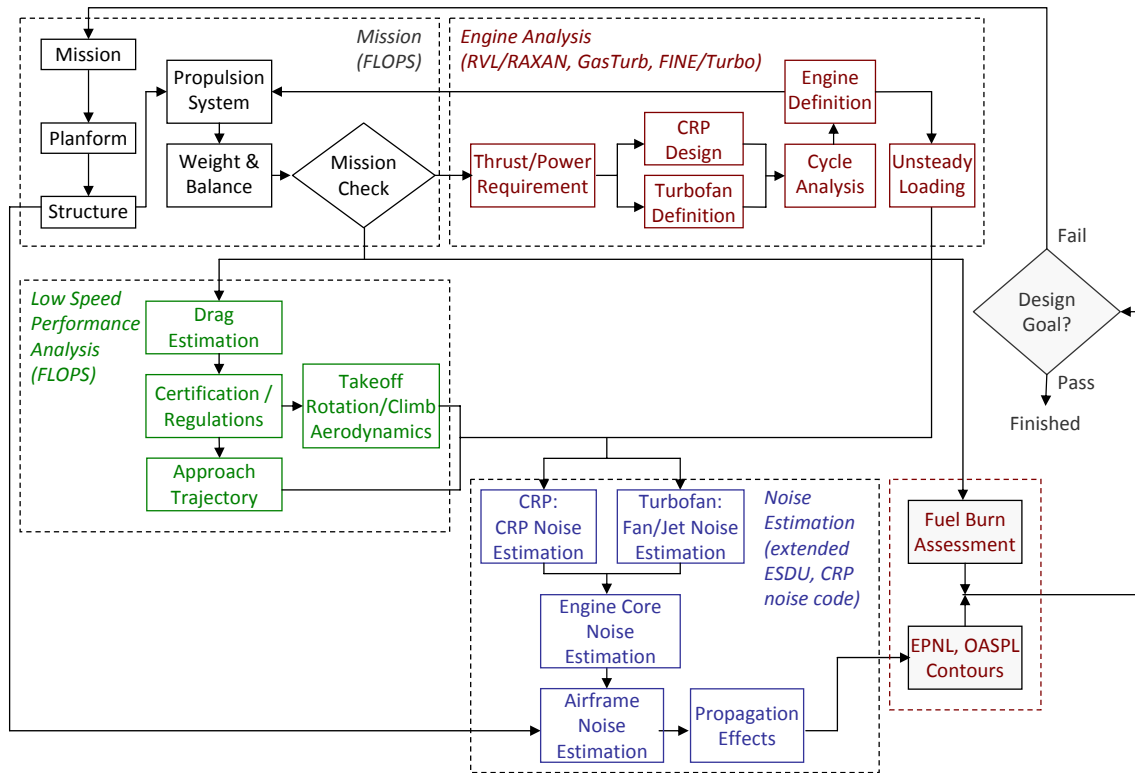 Mission
(FLOPS)
Mission
Planform
Structure
Propulsion
System
Weight &
Balance
Mission
Check
Engine Analysis
(RVL/RAXAN, GasTurb, FINE/Turbo)
Thrust/Power
Requirement
CRP
Design
Turbofan
Definition
Engine
Definition
Cycle
Analysis
Unsteady
Loading
Fail
Design
Goal?
Pass
Finished
Low Speed
Performance
Analysis
(FLOPS)
Drag
Estimation
Certification /
Regulations
Takeoff
Rotation/Climb
Aerodynamics
Approach
Trajectory
CRP:
CRP Noise
Estimation
Turbofan:
Fan/Jet Noise
Estimation
Noise
Estimation
(extended
ESDU, CRP
noise code)
Engine Core
Noise
Estimation
Airframe
Noise
Estimation
Propagation
Effects
Fuel Burn
Assessment
EPNL, OASPL
Contours